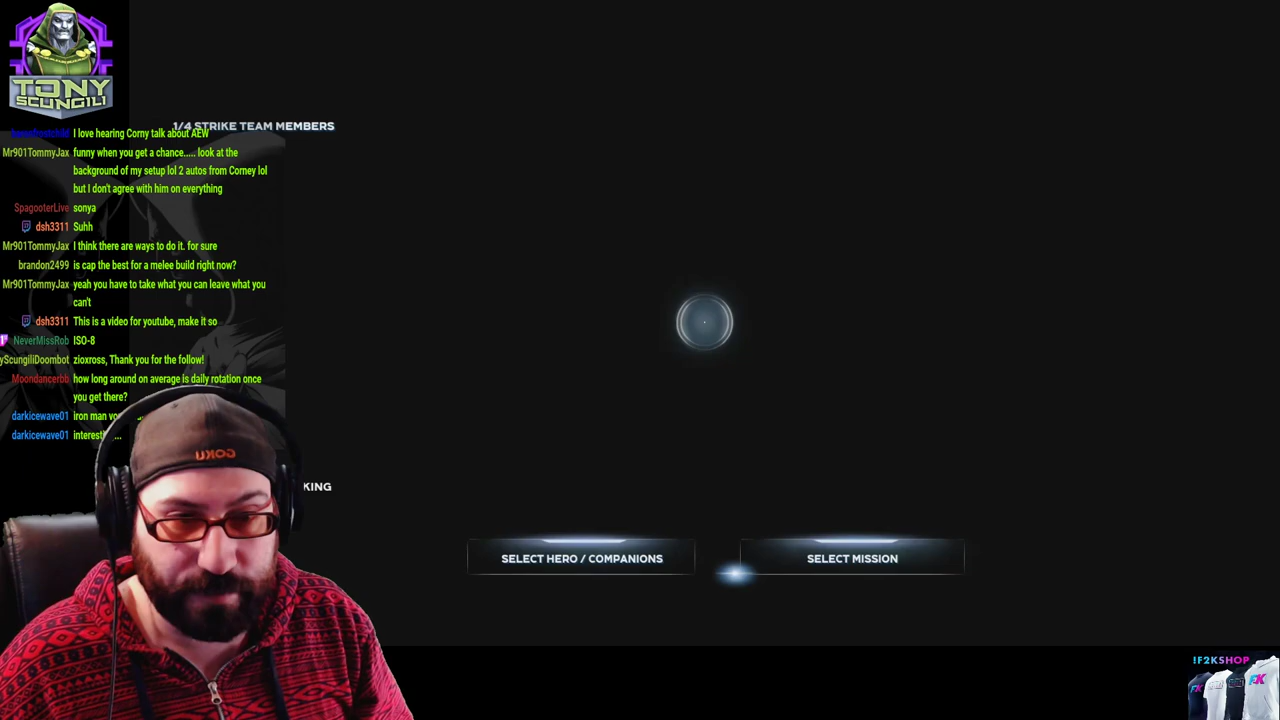 TONY
SCUNGILI
1/4 STRIKE TEAM MEMBERS
I love hearing Corny talk about AEW
Mr901TommyJax funny when you get a chance..... look at the
background of my setup lol 2 autos from Corney lol
but I don't agree with him on everything
SpagooterLive sonya
dsh3311 Suhh
Mr901TommyJax I think there are ways to do it. for sure
brandon2499 is cap the best for a melee build right now?
Mr901TommyJax yeah you have to take what you can leave what you
can't
dsh3311 This is a video for youtube, make it so
NeverMissRob ISO-8
yScungiliDoombot zioxross, Thank you for the follow!
Moondancerbb how long around on average is daily rotation once
you get there?
darkicewave01 iron man
darkicewave01
GOKU
KING
SELECT HERO / COMPANIONS
SELECT MISSION
!F2KSHOP